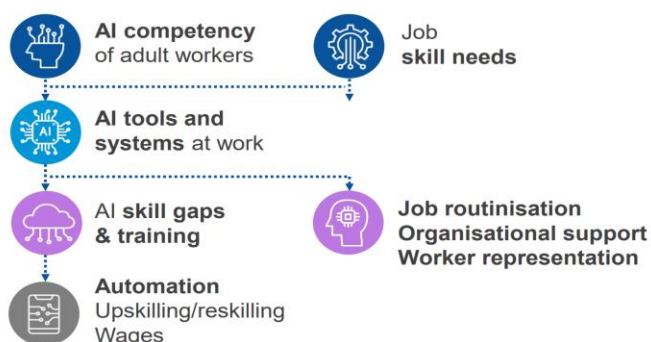 AI competency
of adult workers
Job
skill needs
AI
AI tools and
systems at work
AI skill gaps
& training
Job routinisation
Organisational support
Worker representation
Automation
Upskilling/reskilling
Wages